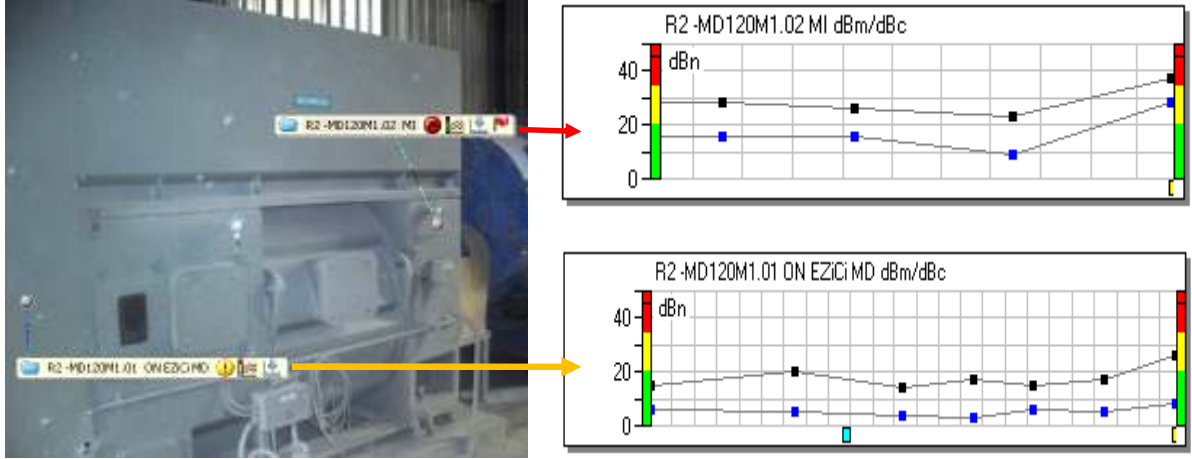 R2-MD120M1.02 MI dBm/dBc
dBn
40
20
0
R2-MD120M1.02 MI
R2-MD120M1.01 ON EZiCi MD dBm/dBc
dBn
40
20
0
R2-MD120M1.01 ON EZICI MD